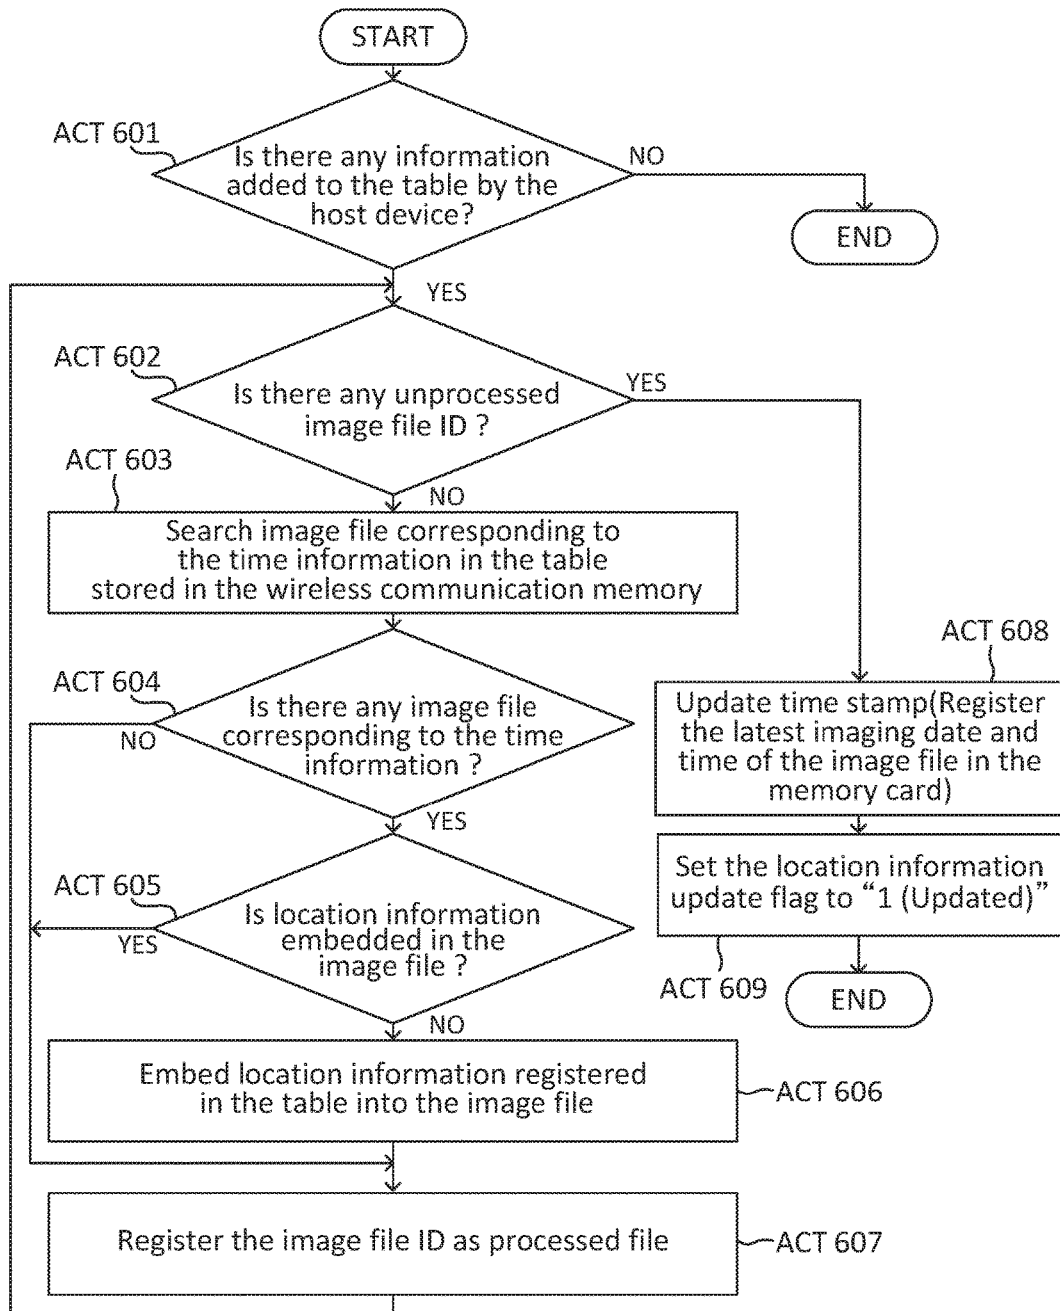 START
ACT 601
Is there any information
added to the table by the
host device?
NO
END
YES
ACT 602
Is there any unprocessed
image file ID ?
YES
ACT 603
NO
Search image file corresponding to
the time information in the table
stored in the wireless communication memory
ACT 608
ACT 604
Is there any image file
corresponding to the time
information ?
NO
YES
Update time stamp(Register
the latest imaging date and
time of the image file in the
memory card)
ACT 605
Is location information
embedded in the
image file ?
YES
NO
Set the location information
update flag to “1 (Updated)”
ACT 609
END
Embed location information registered
in the table into the image file
ACT 606
Register the image file ID as processed file
ACT 607